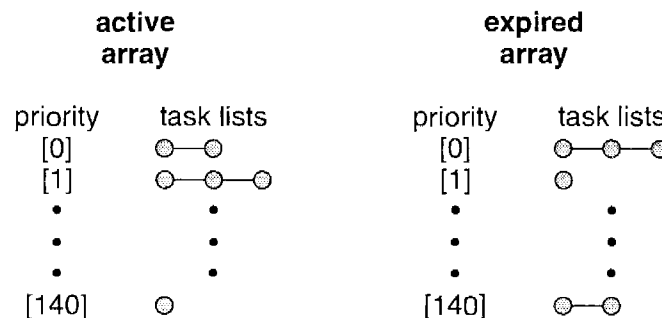 active
array
priority task lists
[0]
[1]
[140]
expired
array
priority task lists
[0]
[1]
[140]